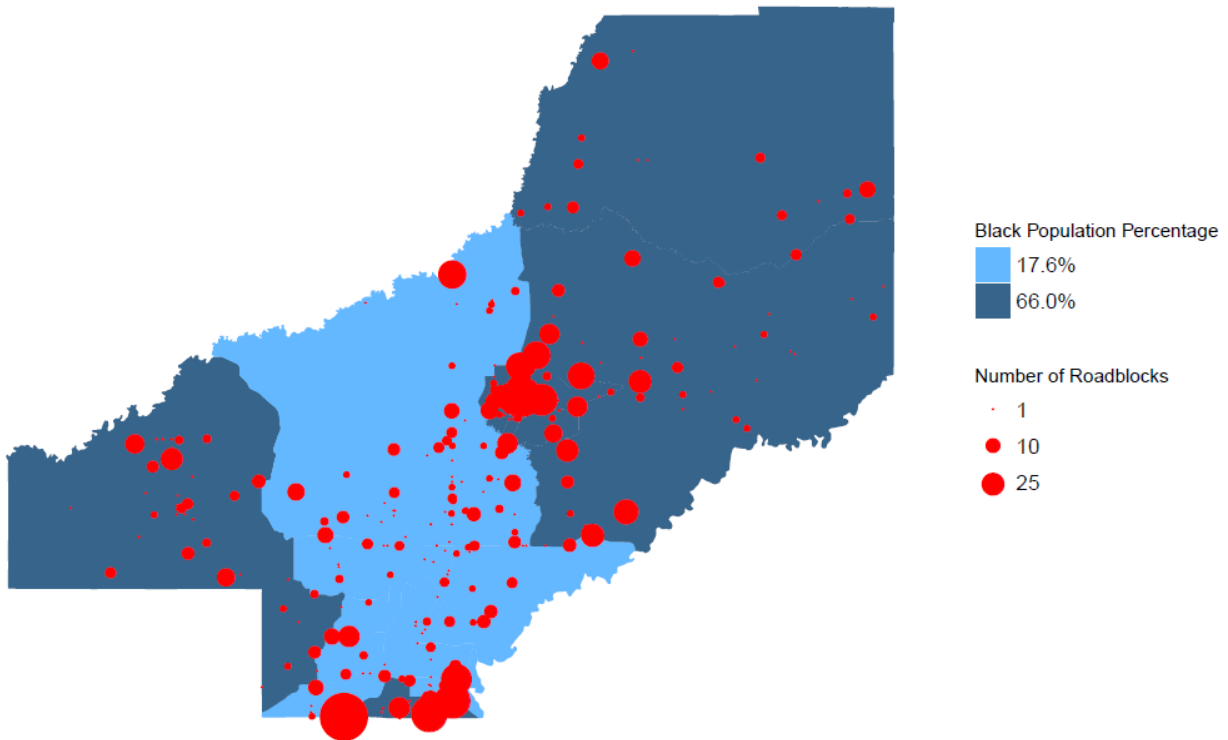 Black Population Percentage
17.6%
66.0%
Number of Roadblocks
1
10
25